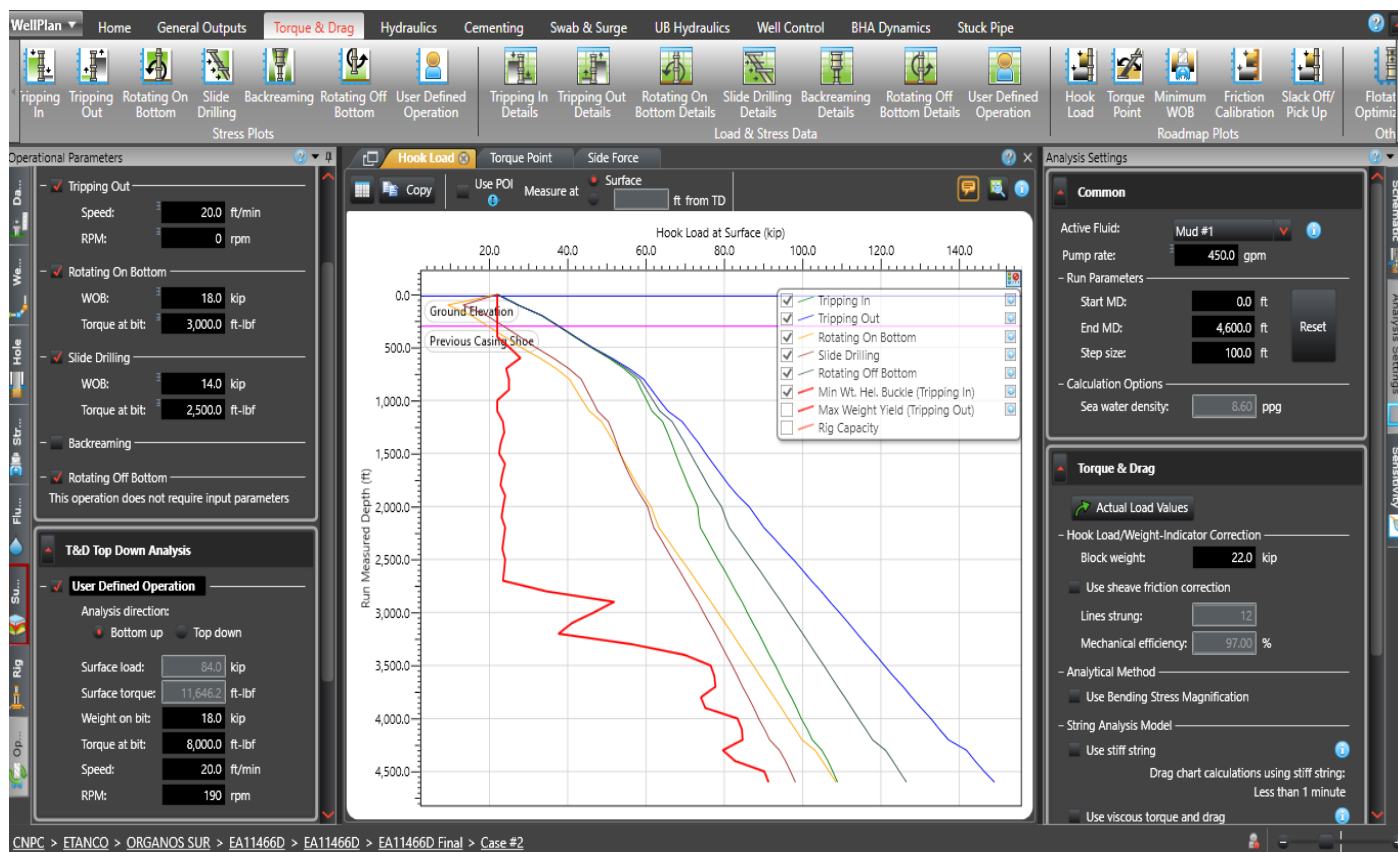 WellPlan
Home
General Outputs
Torque & Drag
Hydraulics
Cementing
Swab & Surge
UB Hydraulics
Well Control
BHA Dynamics
Stuck Pipe
Tripping In
Tripping Out
Rotating On Bottom
Slide Drilling
Backreaming
Rotating Off Bottom
User Defined Operation
Stress Plots
Tripping In Details
Tripping Out Details
Rotating On Bottom Details
Slide Drilling Details
Backreaming Details
Rotating Off Bottom Details
User Defined Operation
Load & Stress Data
Hook Load
Torque Point
Minimum WOB
Friction Calibration
Slack Off/ Pick Up
Roadmap Plots
Flotat
Optimiz
Oth
Operational Parameters
Da...
We...
Hole
Str...
Flu...
Su...
Rig
Op...
Tripping Out
Speed: 20.0 ft/min
RPM: 0 rpm
Rotating On Bottom
WOB: 18.0 kip
Torque at bit: 3,000.0 ft-lbf
Slide Drilling
WOB: 14.0 kip
Torque at bit: 2,500.0 ft-lbf
Backreaming
Rotating Off Bottom
This operation does not require input parameters
T&D Top Down Analysis
User Defined Operation
Analysis direction:
Bottom up Top down
Surface load: 84.0 kip
Surface torque: 11,646.2 ft-lbf
Weight on bit: 18.0 kip
Torque at bit: 8,000.0 ft-lbf
Speed: 20.0 ft/min
RPM: 190 rpm
Hook Load
Torque Point
Side Force
Copy
Use POI
Measure at
Surface
ft from TD
Hook Load at Surface (kip)
20.0 40.0 60.0 80.0 100.0 120.0 140.0
Run Measured Depth (ft)
0.0
500.0
1,000.0
1,500.0
2,000.0
2,500.0
3,000.0
3,500.0
4,000.0
4,500.0
Ground Elevation
Previous Casing Shoe
Tripping In
Tripping Out
Rotating On Bottom
Slide Drilling
Rotating Off Bottom
Min Wt. Hel. Buckle (Tripping In)
Max Weight Yield (Tripping Out)
Rig Capacity
Analysis Settings
Common
Active Fluid: Mud #1
Pump rate: 450.0 gpm
Run Parameters
Start MD: 0.0 ft
End MD: 4,600.0 ft
Step size: 100.0 ft
Reset
Calculation Options
Sea water density: 8.60 ppg
Torque & Drag
Actual Load Values
Hook Load/Weight-Indicator Correction
Block weight: 22.0 kip
Use sheave friction correction
Lines strung: 12
Mechanical efficiency: 97.00 %
Analytical Method
Use Bending Stress Magnification
String Analysis Model
Use stiff string
Drag chart calculations using stiff string:
Less than 1 minute
Use viscous torque and drag
Schematic
Analysis Settings
Sensitivity
CNPC > ETANCO > ORGANOS SUR > EA11466D > EA11466D > EA11466D Final > Case #2